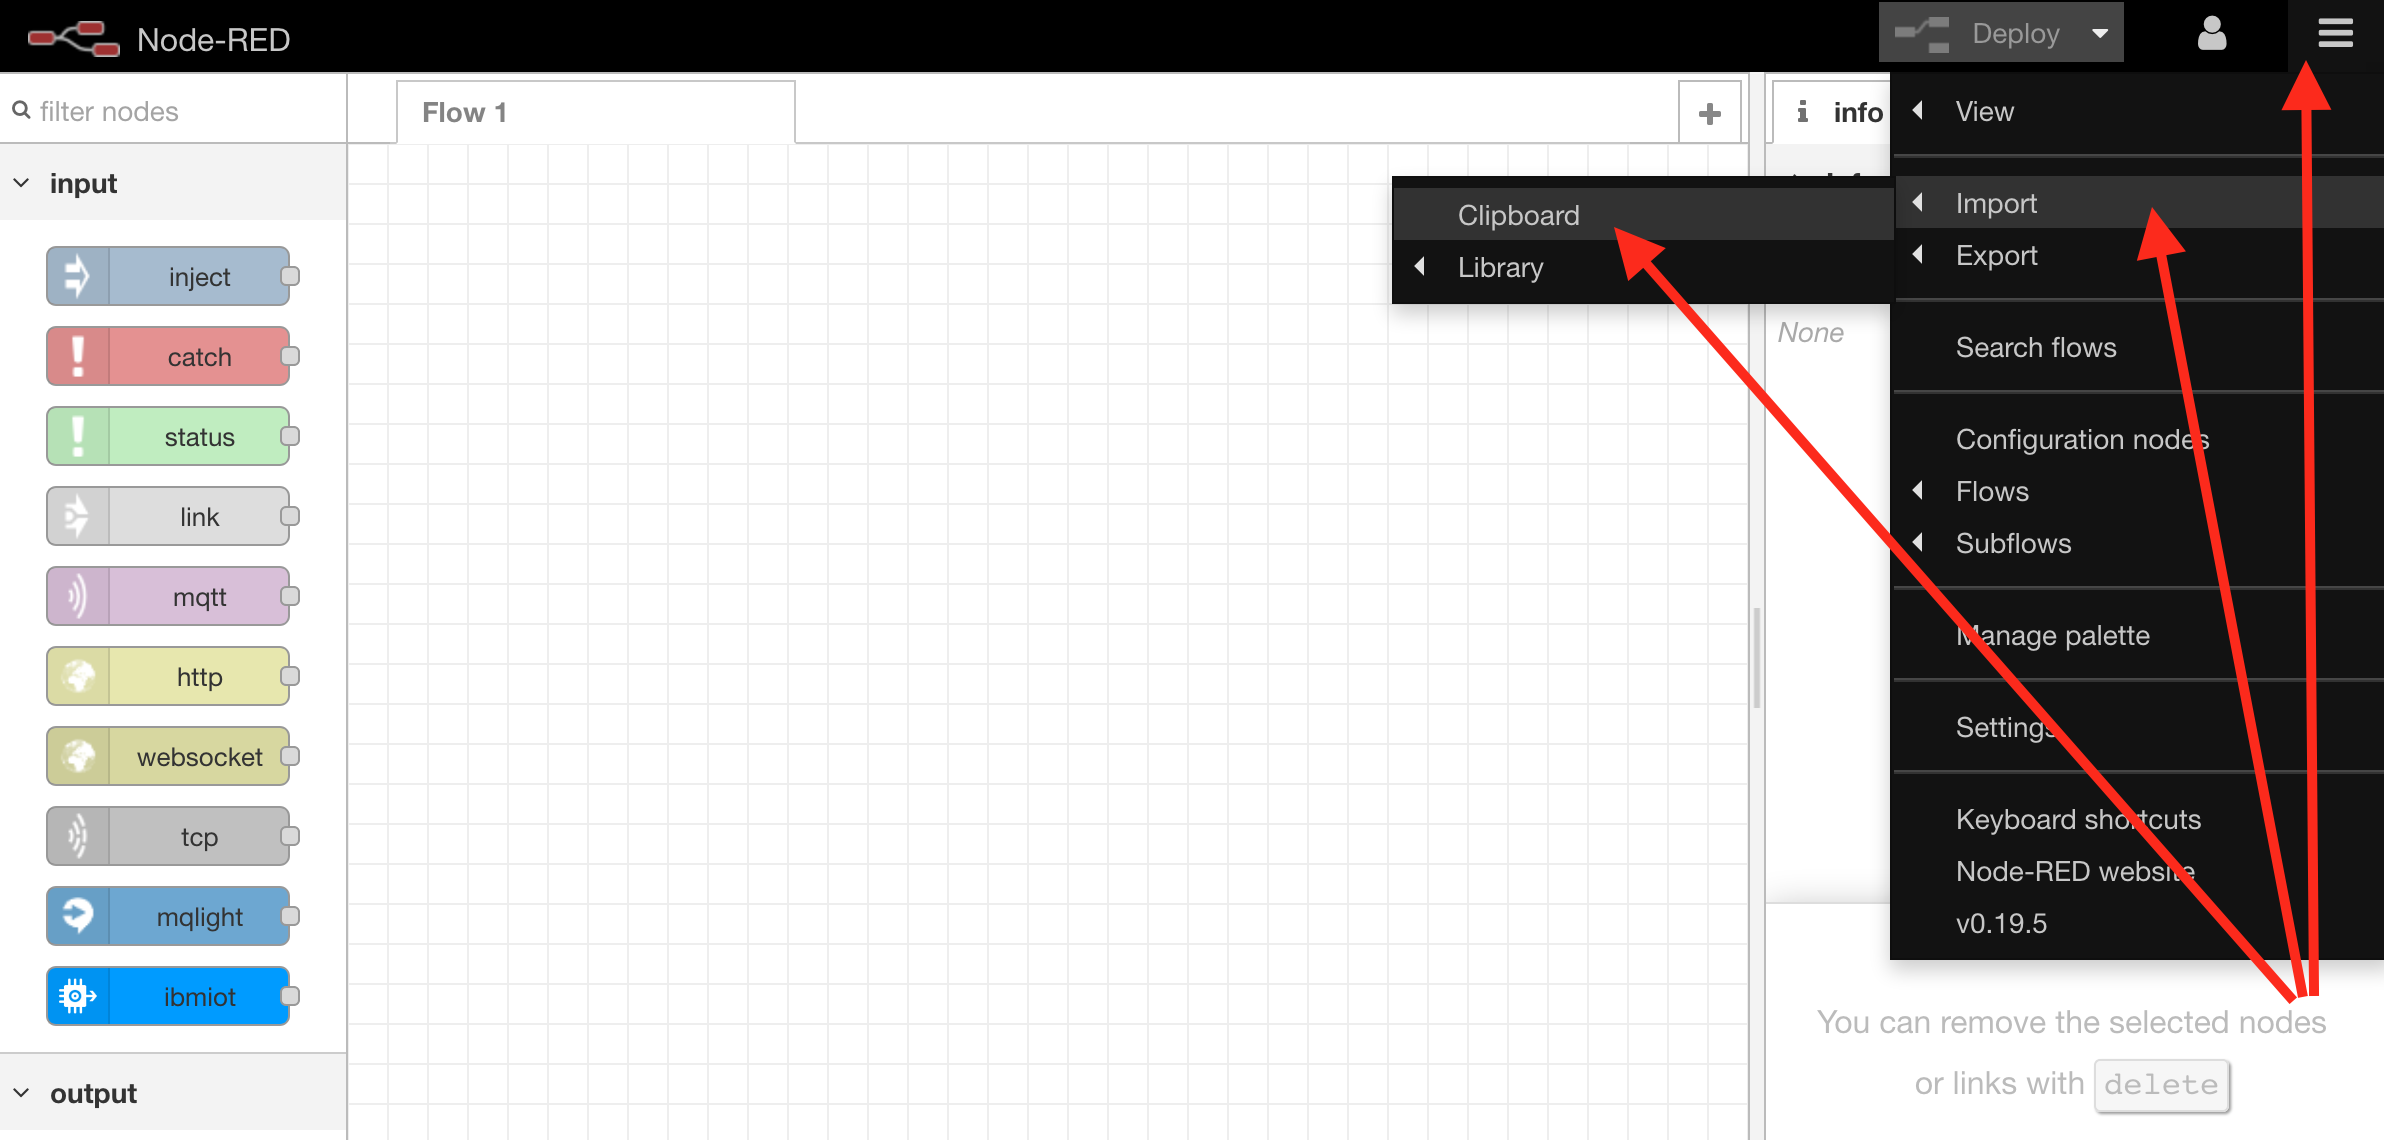 Node-RED
Deploy
filter nodes
Flow 1
info
View
input
Clipboard
Import
Library
Export
inject
None
Search flows
catch
status
Configuration nodes
Flows
link
Subflows
mqtt
Manage palette
http
Settings
websocket
Keyboard shortcuts
tcp
Node-RED website
mqlight
v0.19.5
ibmiot
You can remove the selected nodes
or links with delete
output